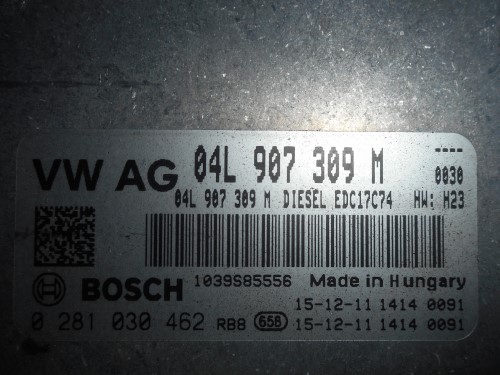 VW AG 04L 907 309 M ----
04L 907 309 M DIESEL EDC17C74 0030
HW: H23
BOSCH 1039S85556 Made in Hungary
15-12-11 1414 0091
0 281 030 462 RB8 658 15-12-11 1414 0091